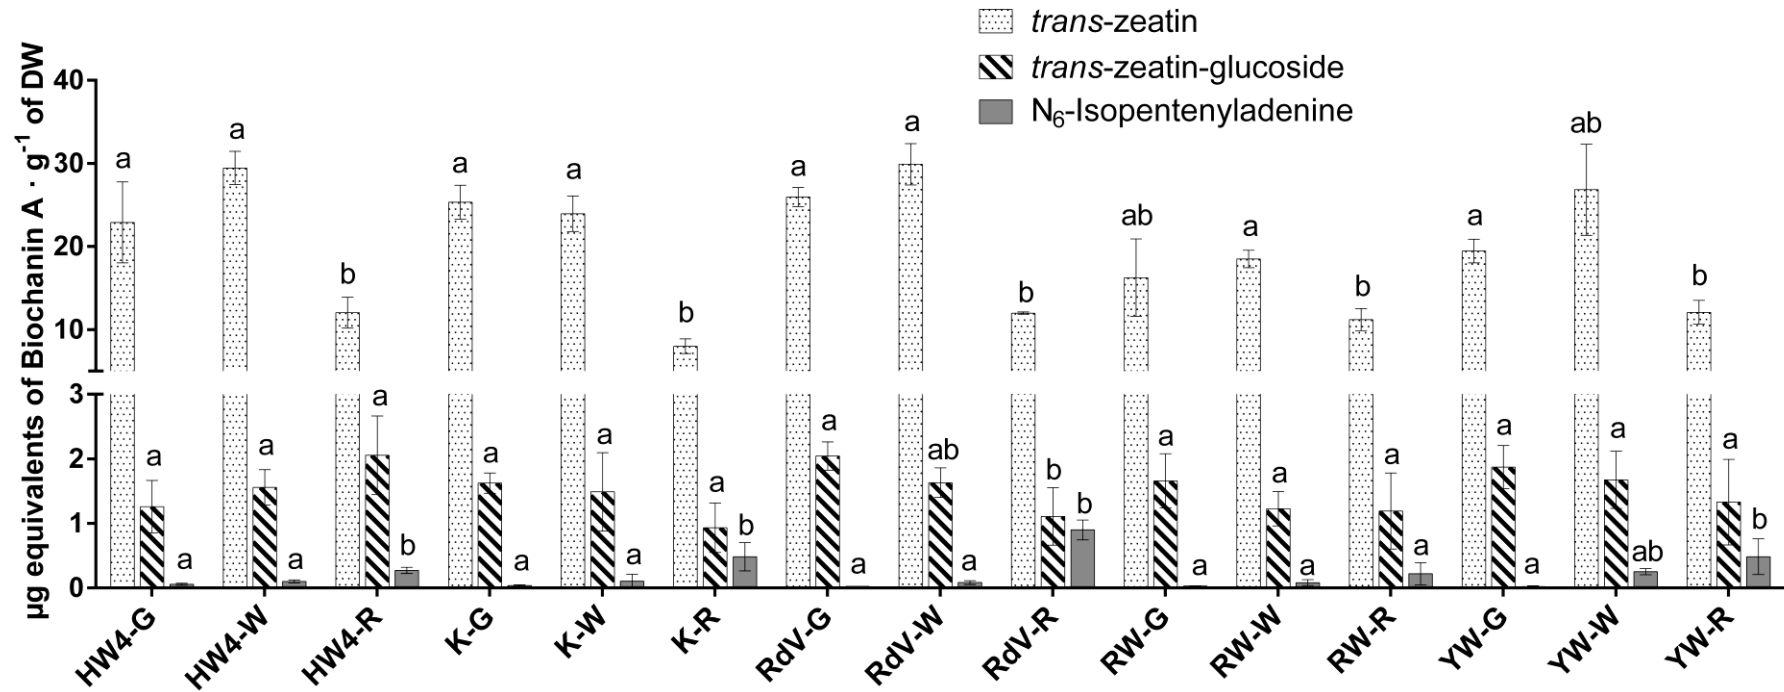 trans-zeatin
trans-zeatin-glucoside
N6-Isopentenyladenine
µg equivalents of Biochanin A · g-1 of DW
40
30
20
10
3
2
1
0
a a b a a b a a b ab a b a ab b
a a a a a a a ab b a a a a a a
a a b a a b a a b a a a a ab b
HW4-G HW4-W HW4-R K-G K-W K-R RdV-G RdV-W RdV-R RW-G RW-W RW-R YW-G YW-W YW-R